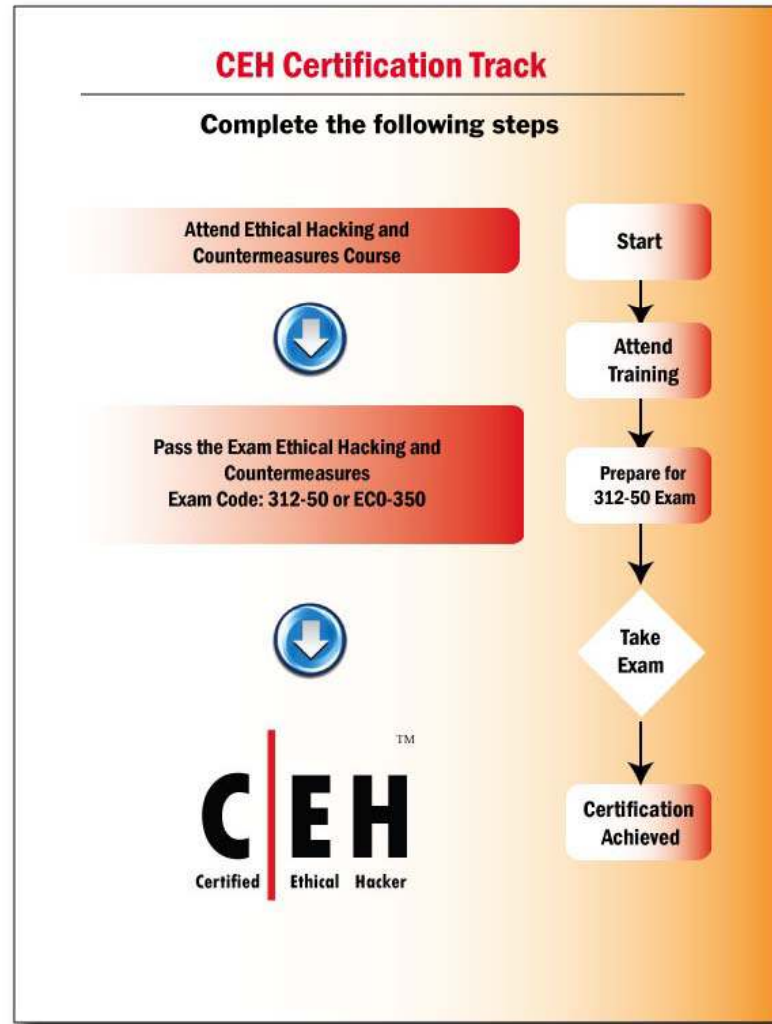 CEH Certification Track
Complete the following steps
Attend Ethical Hacking and
Countermeasures Course
Pass the Exam Ethical Hacking and
Countermeasures
Exam Code: 312-50 or ECO-350
TM
C EH
Certified Ethical Hacker
Start
Attend
Training
Prepare for
312-50 Exam
Take
Exam
Certification
Achieved